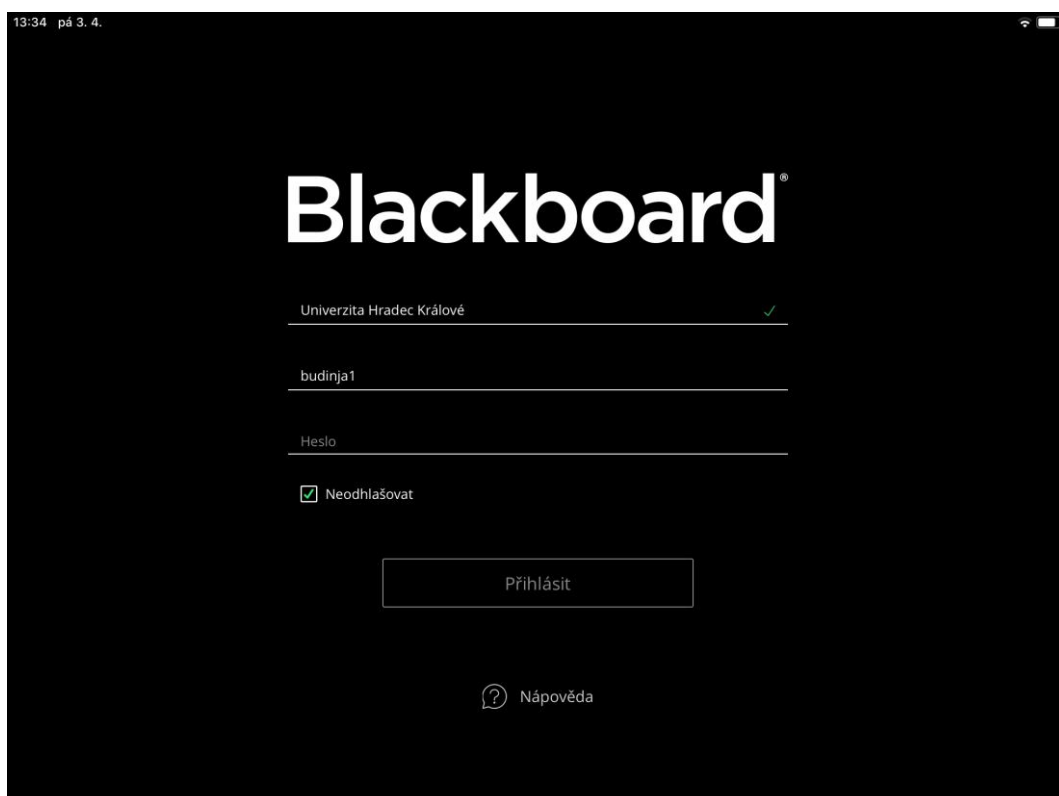 13:34 pá 3. 4.
Blackboard®
Univerzita Hradec Králové
budinja1
Heslo
Neodhlašovat
Přihlásit
Nápověda